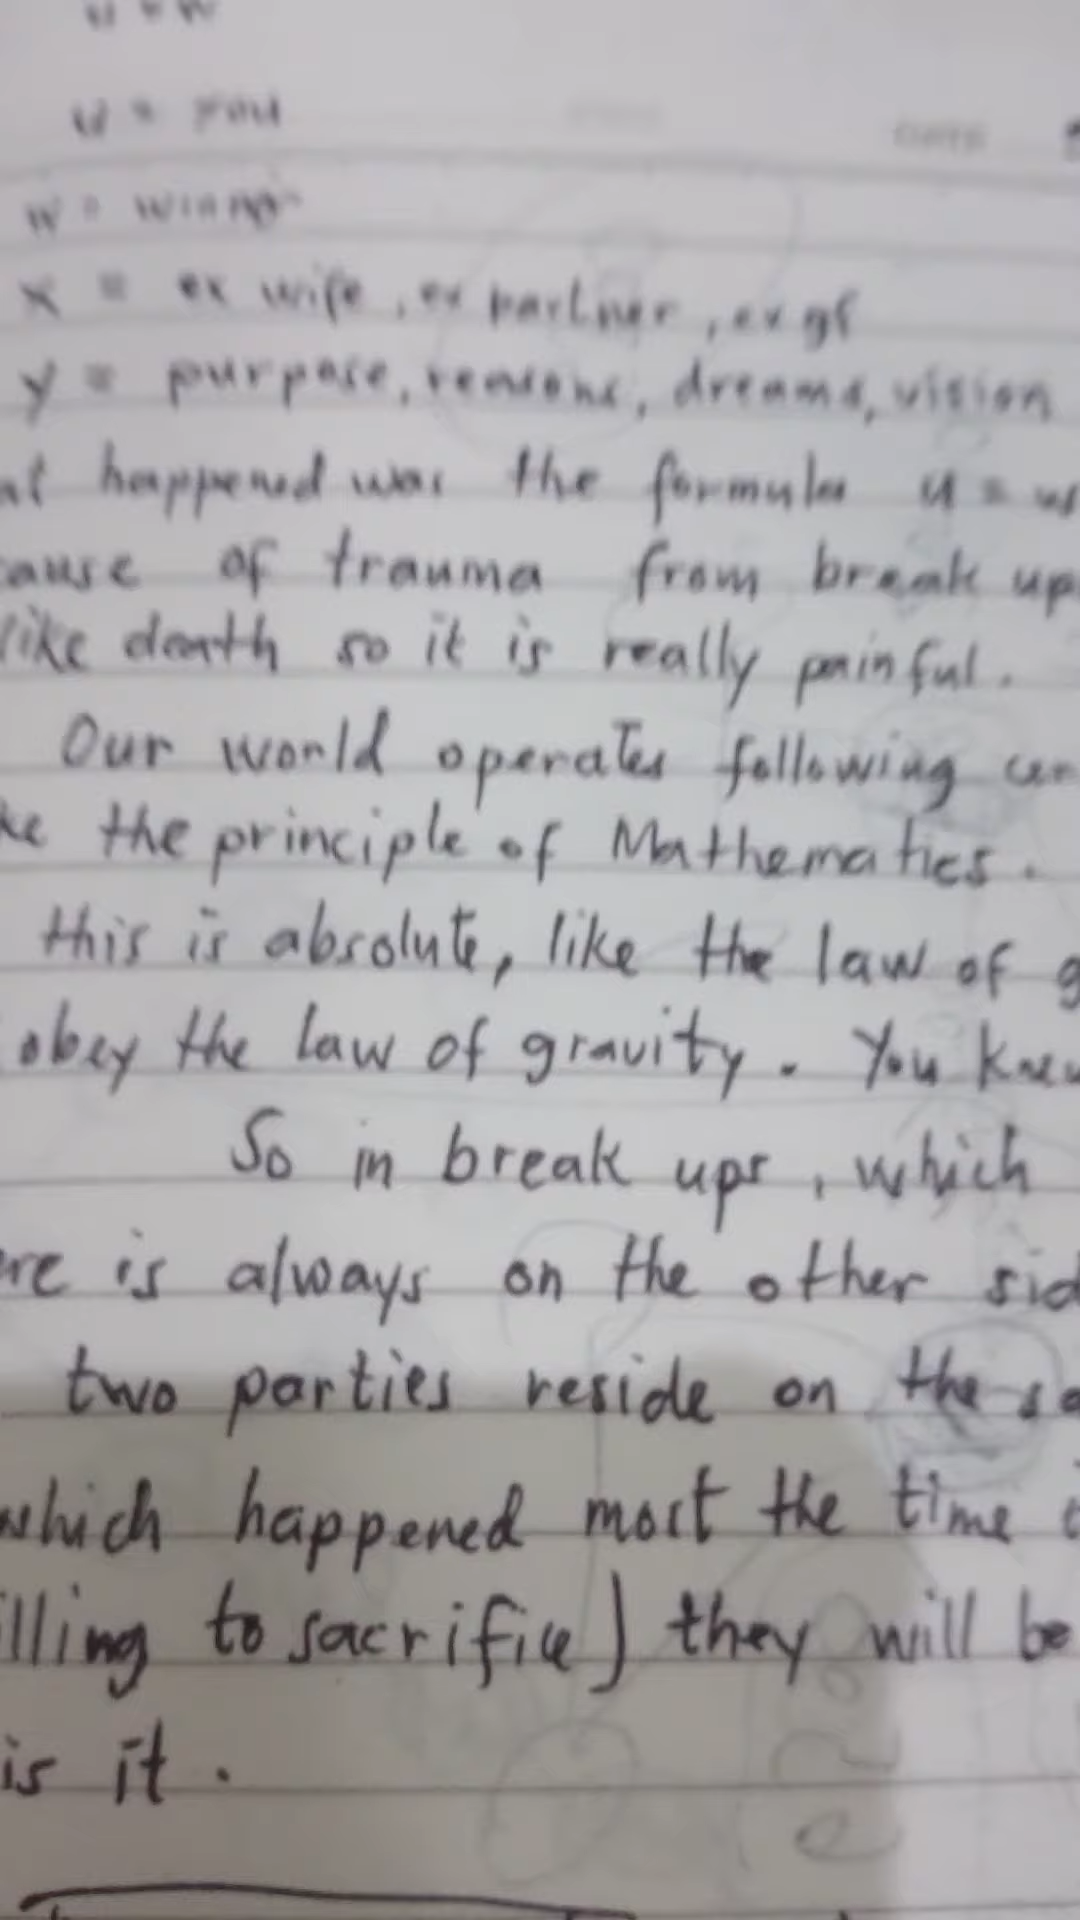 u = you
DATE
w =
x = ex wife, ex partner, ex gf
y = purpose, reasons, dreams, vision
happened was the formula u =
of trauma from break up
like death so it is really painful.
Our world operates following
the principle of Mathematics.
this is absolute, like the law of
obey the law of gravity. You
So in break ups, which
is always on the other
two parties reside on the
which happened most the time
to sacrifice) they will be
is it.